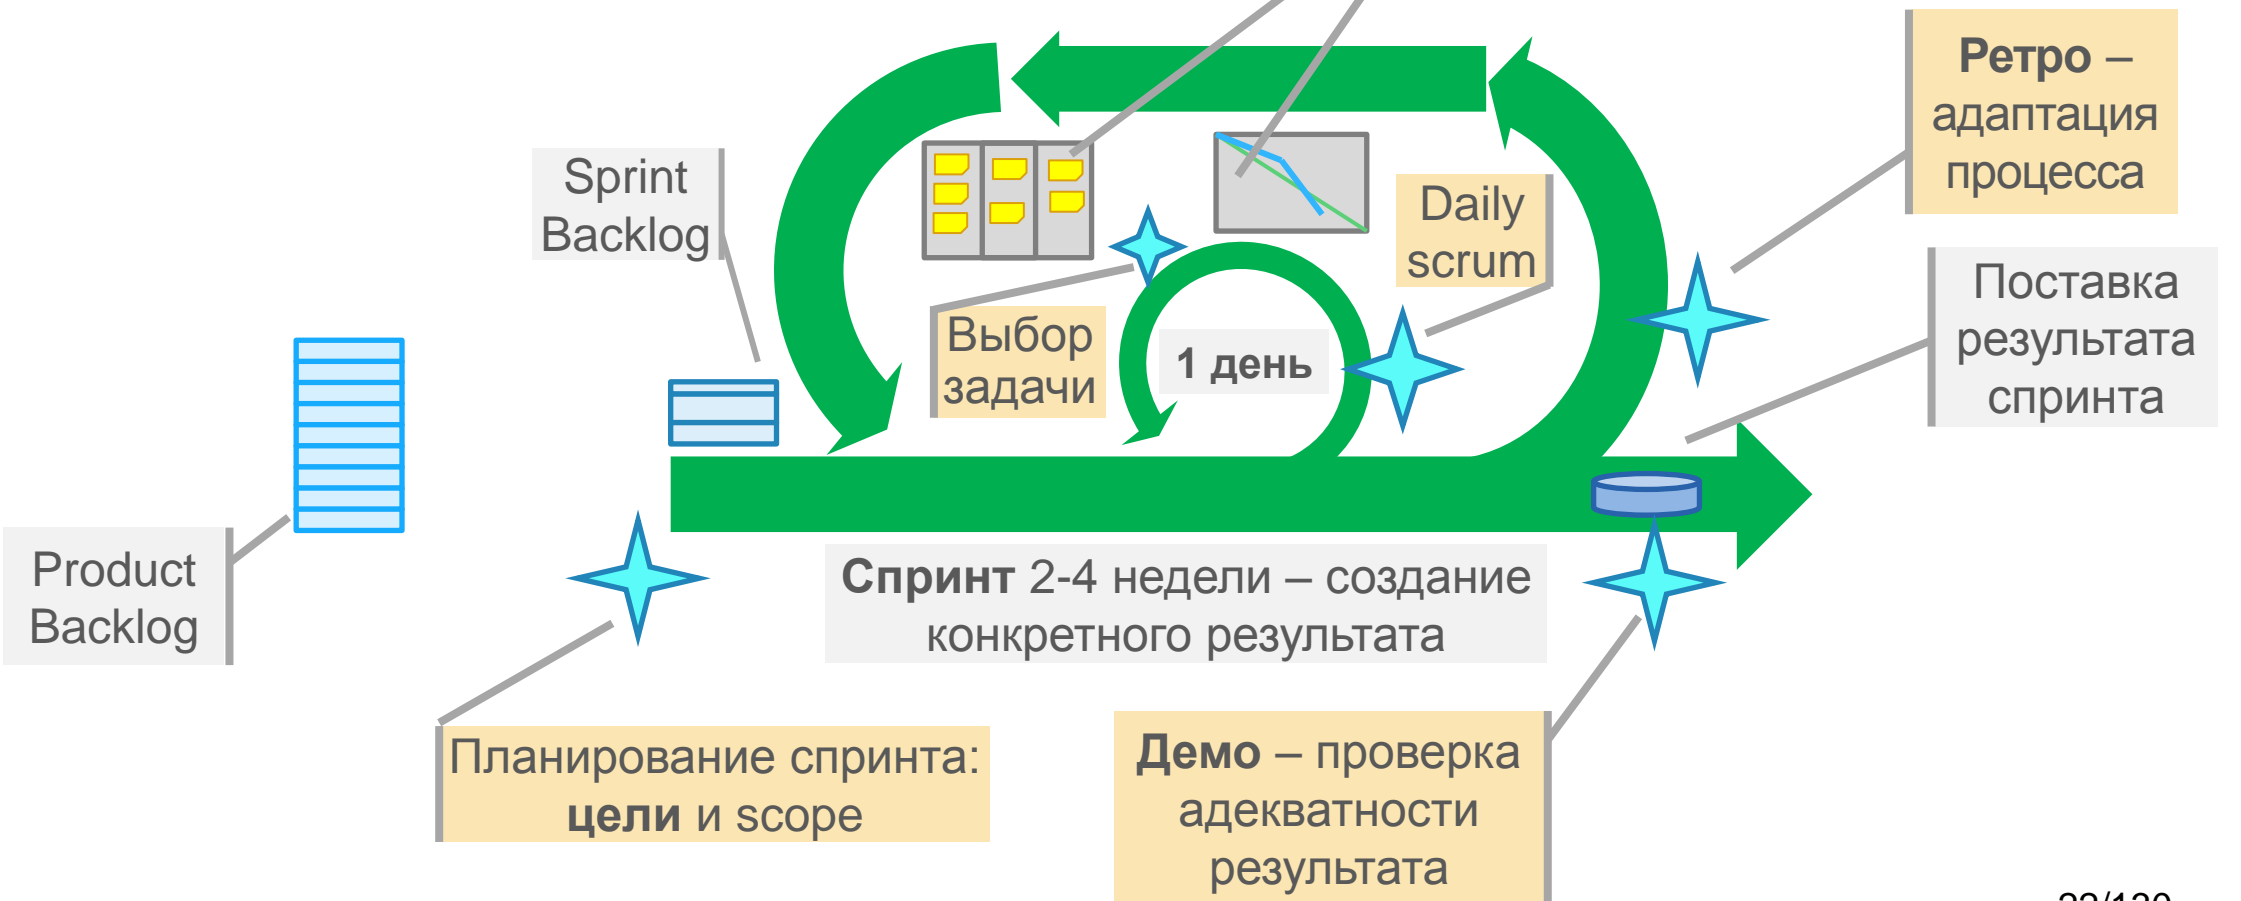 Ретро –
адаптация
процесса
Sprint
Backlog
Daily
scrum
Поставка
результата
спринта
Выбор
задачи
1 день
Product
Backlog
Спринт 2-4 недели – создание
конкретного результата
Планирование спринта:
цели и scope
Демо – проверка
адекватности
результата